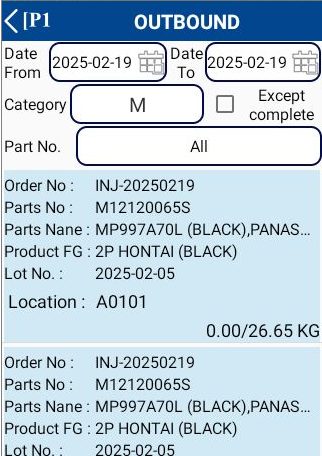 [P1 OUTBOUND
Date From 2025-02-19 Date To 2025-02-19
Category M Except complete
Part No. All
Order No : INJ-20250219
Parts No : M12120065S
Parts Nane : MP997A70L (BLACK),PANAS...
Product FG : 2P HONTAI (BLACK)
Lot No. : 2025-02-05
Location : A0101
0.00/26.65 KG
Order No : INJ-20250219
Parts No : M12120065S
Parts Nane : MP997A70L (BLACK),PANAS...
Product FG : 2P HONTAI (BLACK)
Lot No. : 2025-02-05